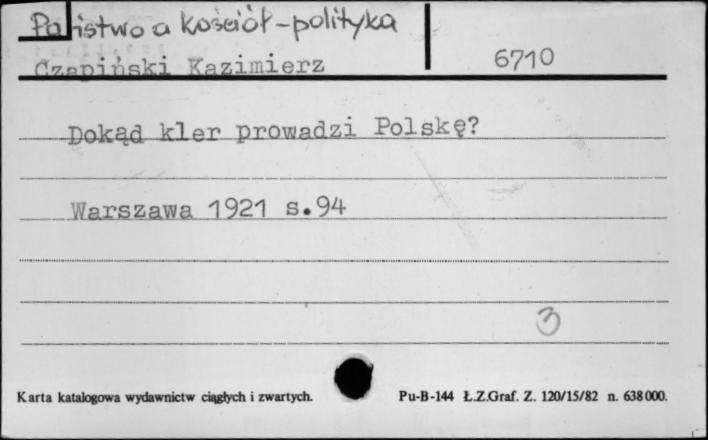 Państwo a kościół-polityka
Czapiński Kazimierz 6710
Dokąd kler prowadzi Polskę?
Warszawa 1921 s.94
3
Karta katalogowa wydawnictw ciągłych i zwartych. Pu-B-144 Ł.Z.Graf. Z. 120/15/82 n. 638000.